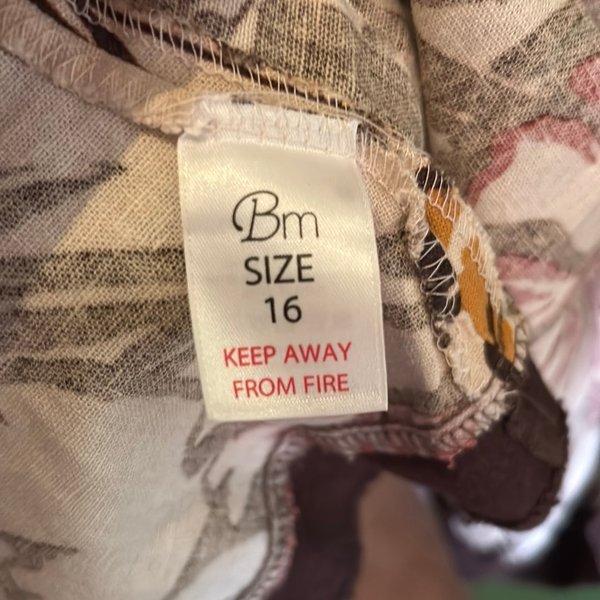 Bm
SIZE
16
KEEP AWAY
FROM FIRE